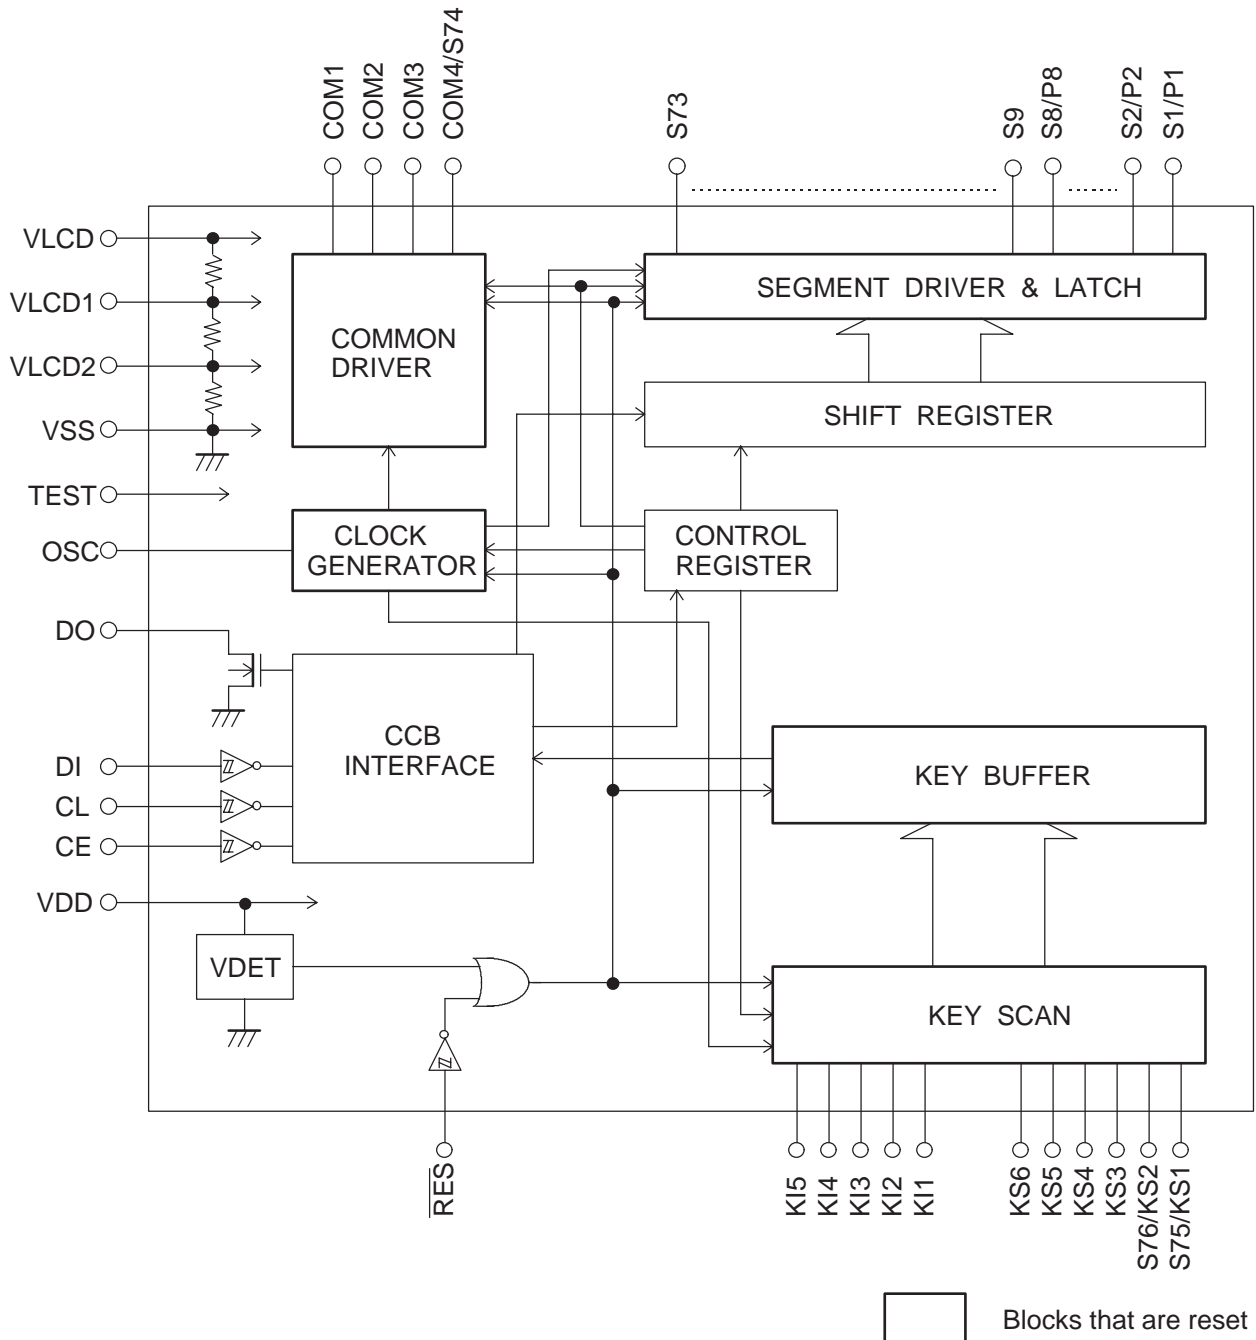 COM1
COM2
COM3
COM4/S74
S73
S9
S8/P8
S2/P2
S1/P1
VLCD
VLCD1
VLCD2
VSS
TEST
OSC
DO
DI
CL
CE
VDD
COMMON
DRIVER
SEGMENT DRIVER & LATCH
SHIFT REGISTER
CLOCK
GENERATOR
CONTROL
REGISTER
CCB
INTERFACE
KEY BUFFER
VDET
KEY SCAN
RES
KI5
KI4
KI3
KI2
KI1
KS6
KS5
KS4
KS3
S76/KS2
S75/KS1
Blocks that are reset